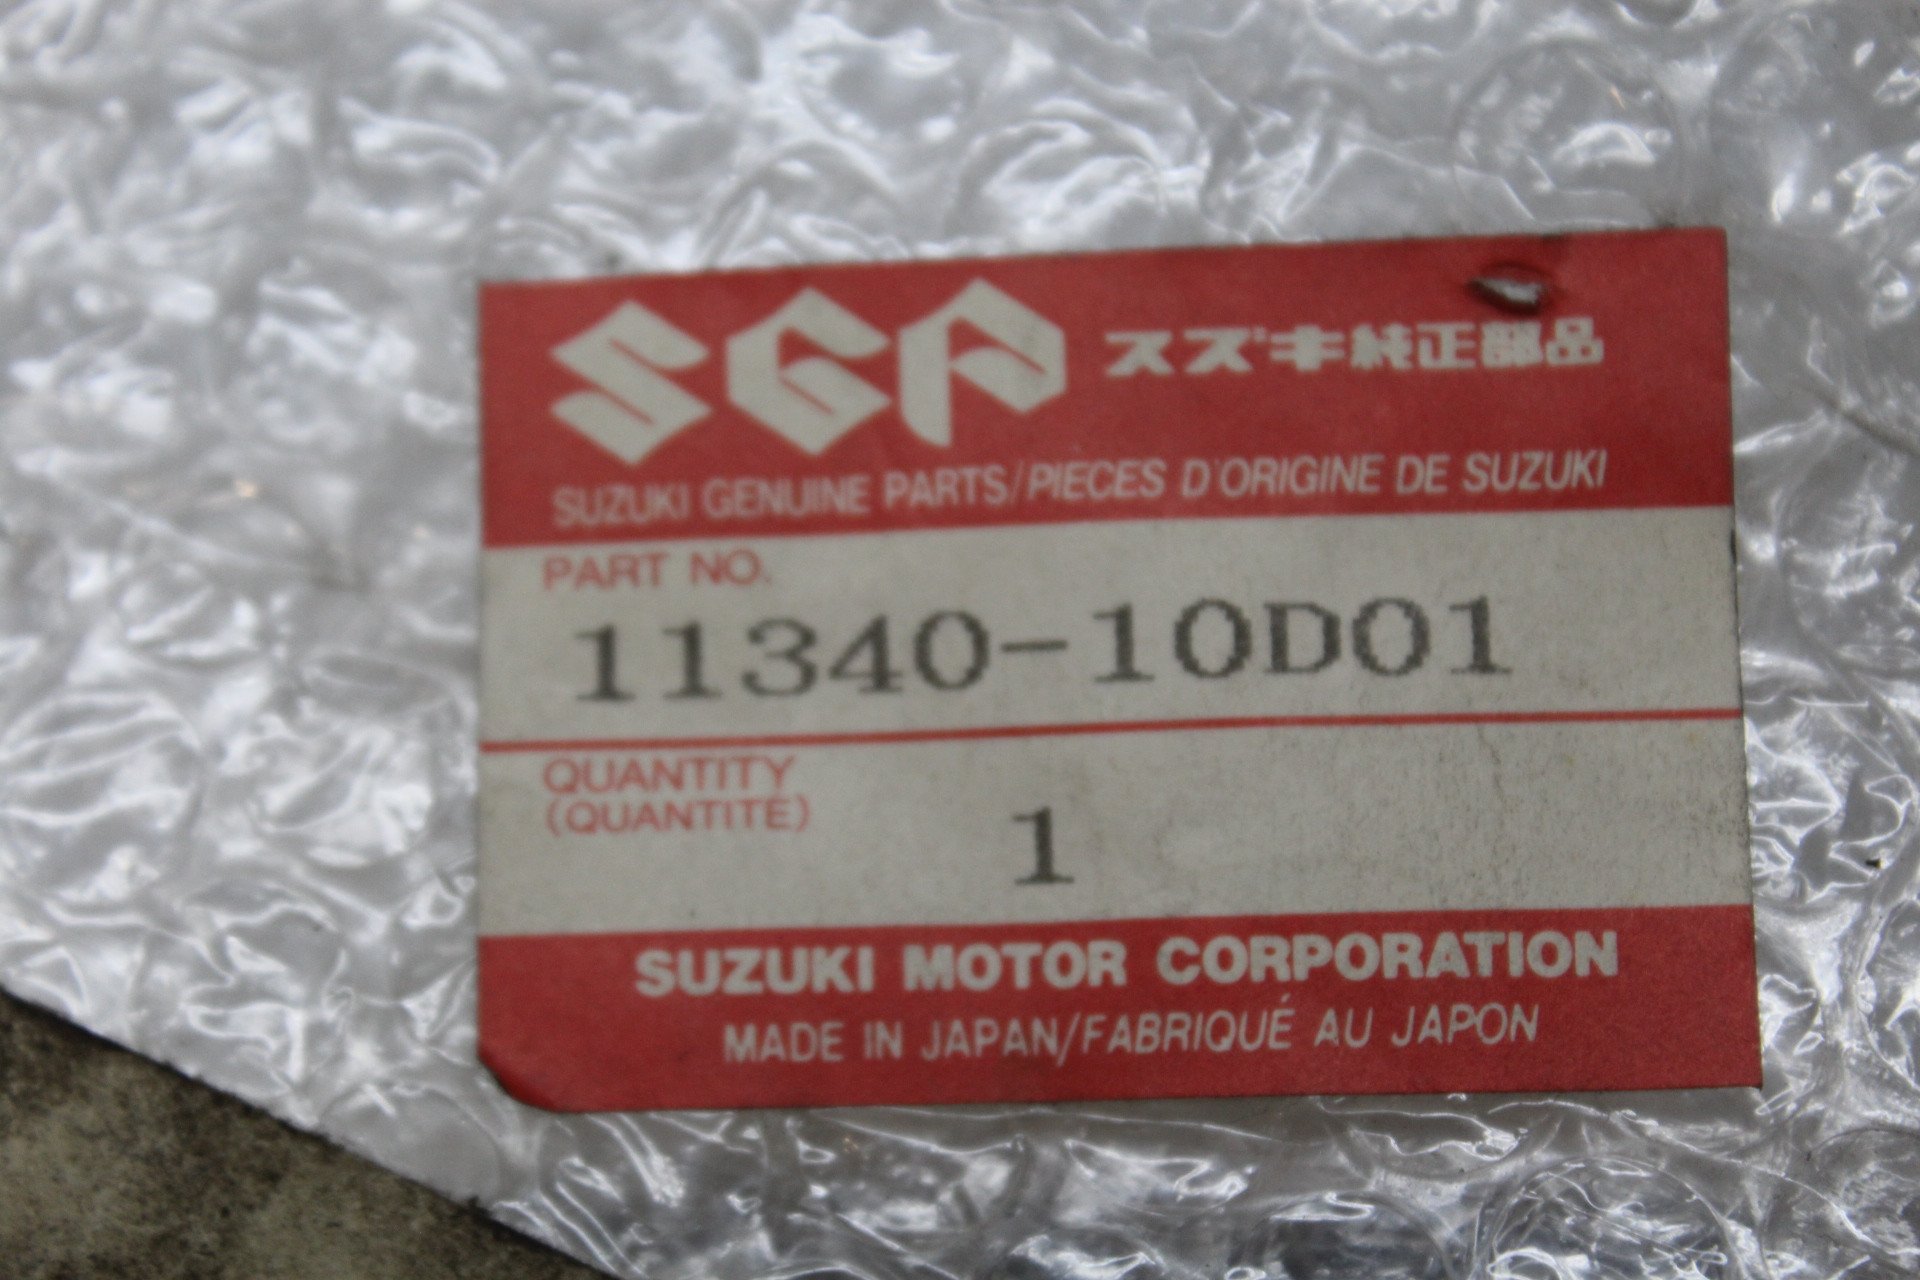 SGP スズキ純正部品
SUZUKI GENUINE PARTS/PIECES D'ORIGINE DE SUZUKI
PART NO.
11340-10D01
QUANTITY
(QUANTITE)
1
SUZUKI MOTOR CORPORATION
MADE IN JAPAN/FABRIQUÉ AU JAPON